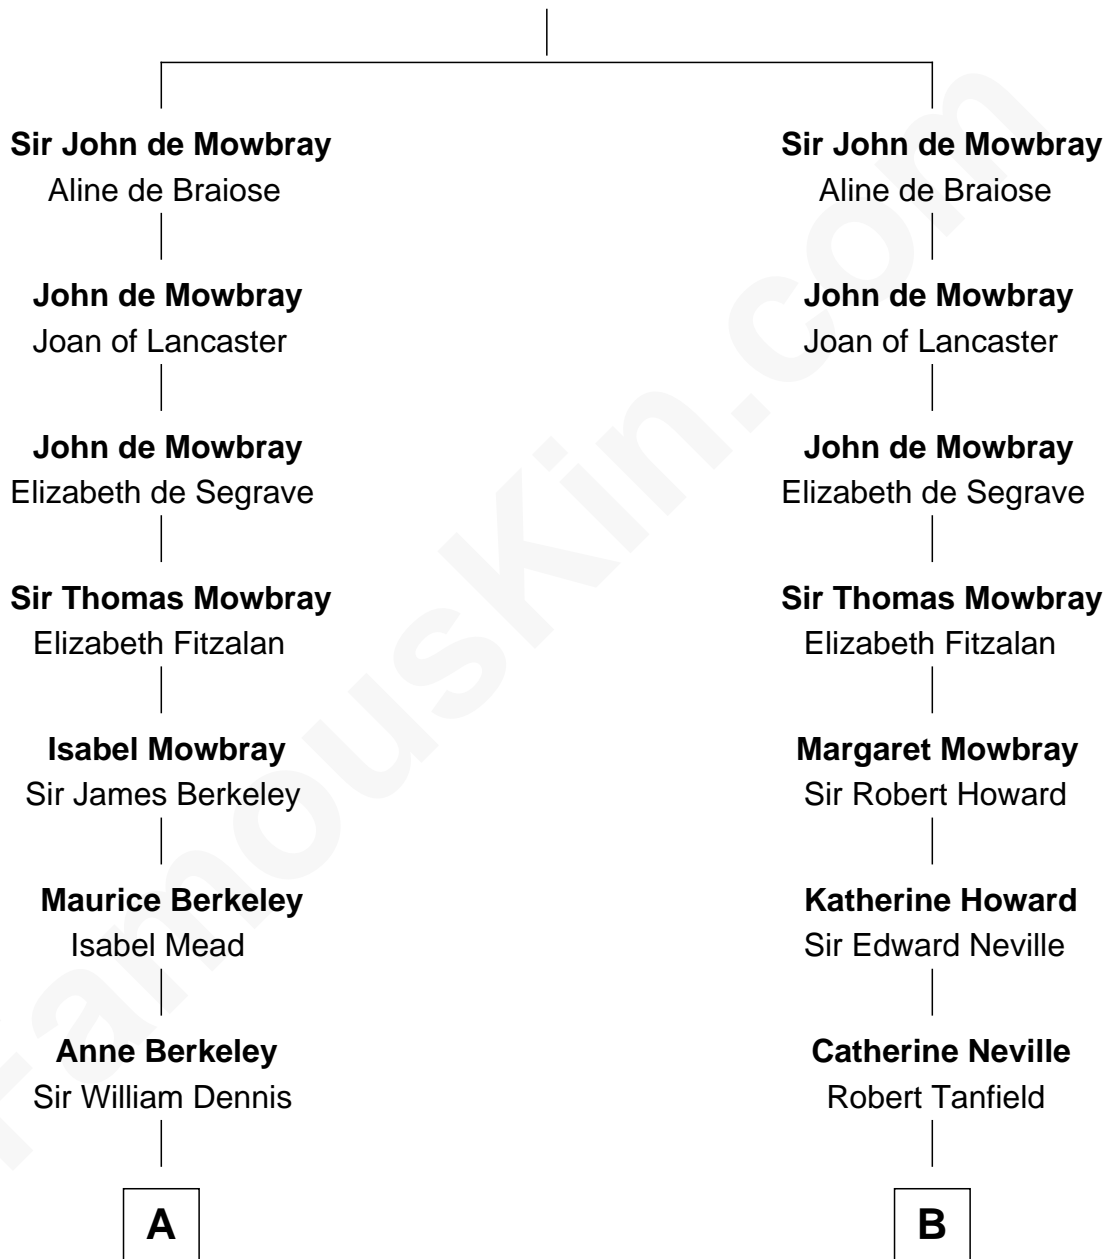 Sir John de Mowbray
Aline de Braiose
John de Mowbray
Joan of Lancaster
John de Mowbray
Elizabeth de Segrave
Sir Thomas Mowbray
Elizabeth Fitzalan
Isabel Mowbray
Sir James Berkeley
Maurice Berkeley
Isabel Mead
Anne Berkeley
Sir William Dennis
A
Sir John de Mowbray
Aline de Braiose
John de Mowbray
Joan of Lancaster
John de Mowbray
Elizabeth de Segrave
Sir Thomas Mowbray
Elizabeth Fitzalan
Margaret Mowbray
Sir Robert Howard
Katherine Howard
Sir Edward Neville
Catherine Neville
Robert Tanfield
B
FamousKin.com